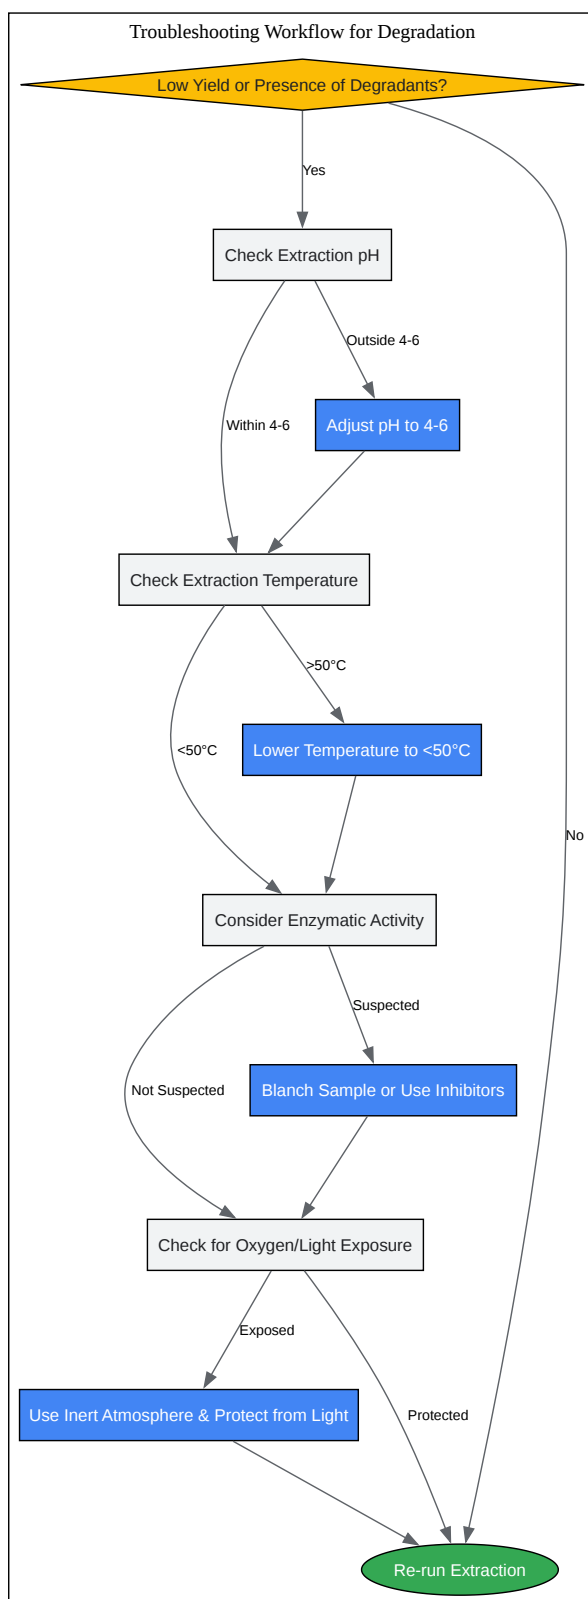 Troubleshooting Workflow for Degradation
Low Yield or Presence of Degradants?
Yes
Check Extraction pH
Outside 4-6
Within 4-6
Adjust pH to 4-6
Check Extraction Temperature
>50°C
<50°C
Lower Temperature to <50°C
No
Consider Enzymatic Activity
Suspected
Not Suspected
Blanch Sample or Use Inhibitors
Check for Oxygen/Light Exposure
Exposed
Protected
Use Inert Atmosphere & Protect from Light
Re-run Extraction